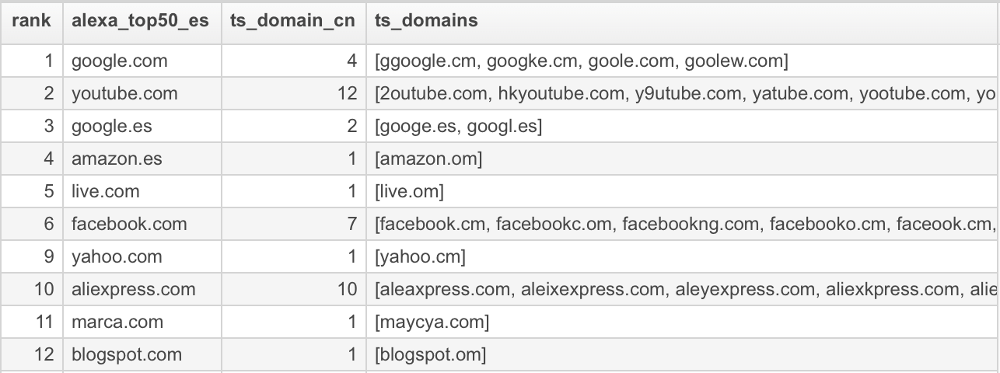 rank alexa_top50_es ts_domain_cn ts_domains
1 google.com 4 [ggoogle.cm, googke.cm, goole.com, goolew.com]
2 youtube.com 12 [2outube.com, hkyoutube.com, y9utube.com, yatube.com, yootube.com, yo
3 google.es 2 [googe.es, googl.es]
4 amazon.es 1 [amazon.om]
5 live.com 1 [live.om]
6 facebook.com 7 [facebook.cm, facebookc.om, facebookng.com, facebooko.cm, faceook.cm,
9 yahoo.com 1 [yahoo.cm]
10 aliexpress.com 10 [aleaxpress.com, aleixexpress.com, aleyexpress.com, aliexkpress.com, alie
11 marca.com 1 [maycya.com]
12 blogspot.com 1 [blogspot.om]